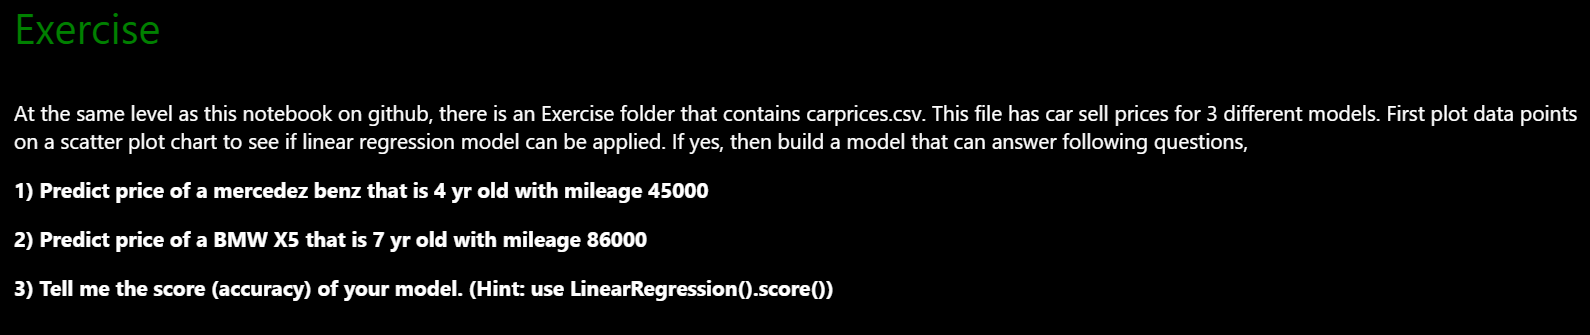 Exercise
At the same level as this notebook on github, there is an Exercise folder that contains carprices.csv. This file has car sell prices for 3 different models. First plot data points
on a scatter plot chart to see if linear regression model can be applied. If yes, then build a model that can answer following questions,
1) Predict price of a mercedez benz that is 4 yr old with mileage 45000
2) Predict price of a BMW X5 that is 7 yr old with mileage 86000
3) Tell me the score (accuracy) of your model. (Hint: use LinearRegression().score())